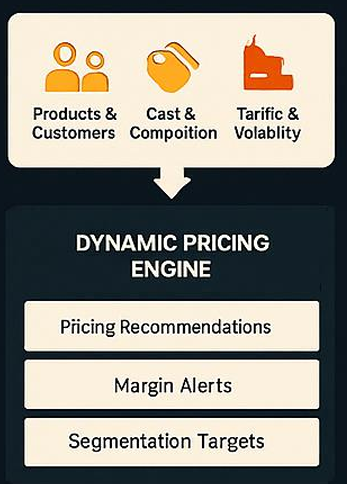 Products &
Customers
Cast &
Compoition
Tarific &
Volablity
DYNAMIC PRICING
ENGINE
Pricing Recommendations
Margin Alerts
Segmentation Targets